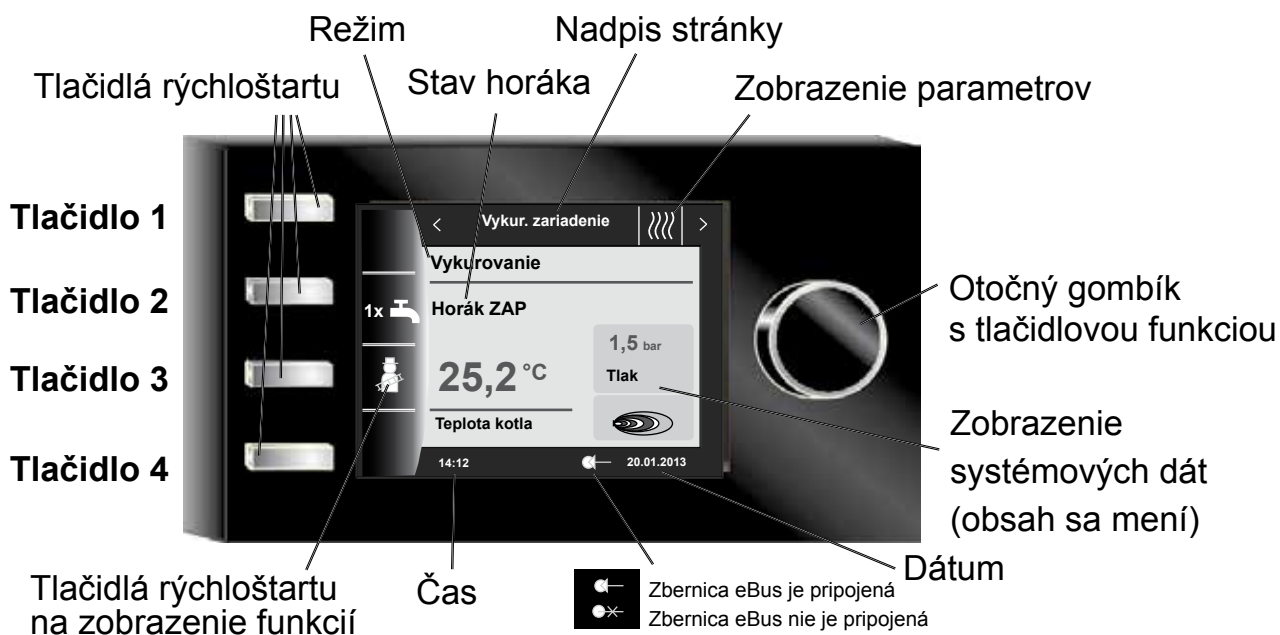 Režim
Nadpis stránky
Tlačidlá rýchloštartu
Stav horáka
Zobrazenie parametrov
Tlačidlo 1
Tlačidlo 2
Tlačidlo 3
Tlačidlo 4
< Vykur. zariadenie >
Vykurovanie
1x
Horák ZAP
1,5 bar
Tlak
25,2 °C
Teplota kotla
14:12
20.01.2013
Otočný gombík
s tlačidlovou funkciou
Zobrazenie
systémových dát
(obsah sa mení)
Tlačidlá rýchloštartu
na zobrazenie funkcií
Čas
Zbernica eBus je pripojená
Zbernica eBus nie je pripojená
Dátum